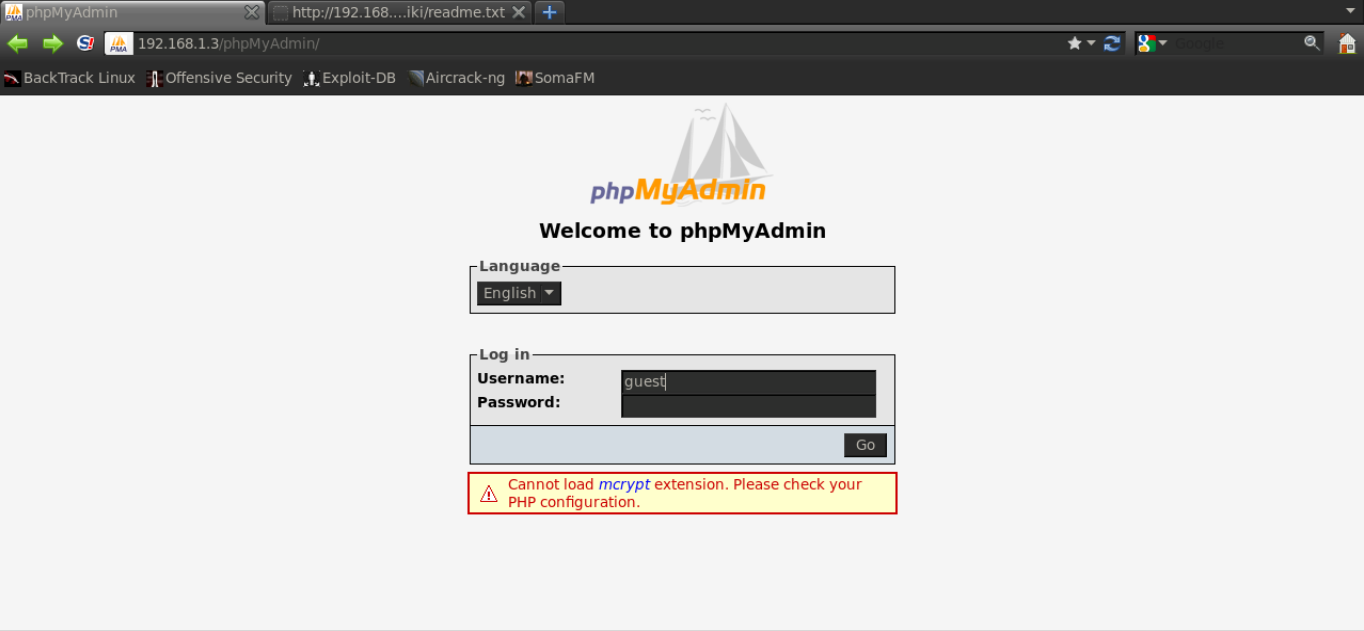 phpMyAdmin
http://192.168....iki/readme.txt
192.168.1.3/phpMyAdmin/
Google
BackTrack Linux
Offensive Security
Exploit-DB
Aircrack-ng
SomaFM
phpMyAdmin
Welcome to phpMyAdmin
Language
English
Log in
Username:
guest
Password:
Go
Cannot load mcrypt extension. Please check your
PHP configuration.